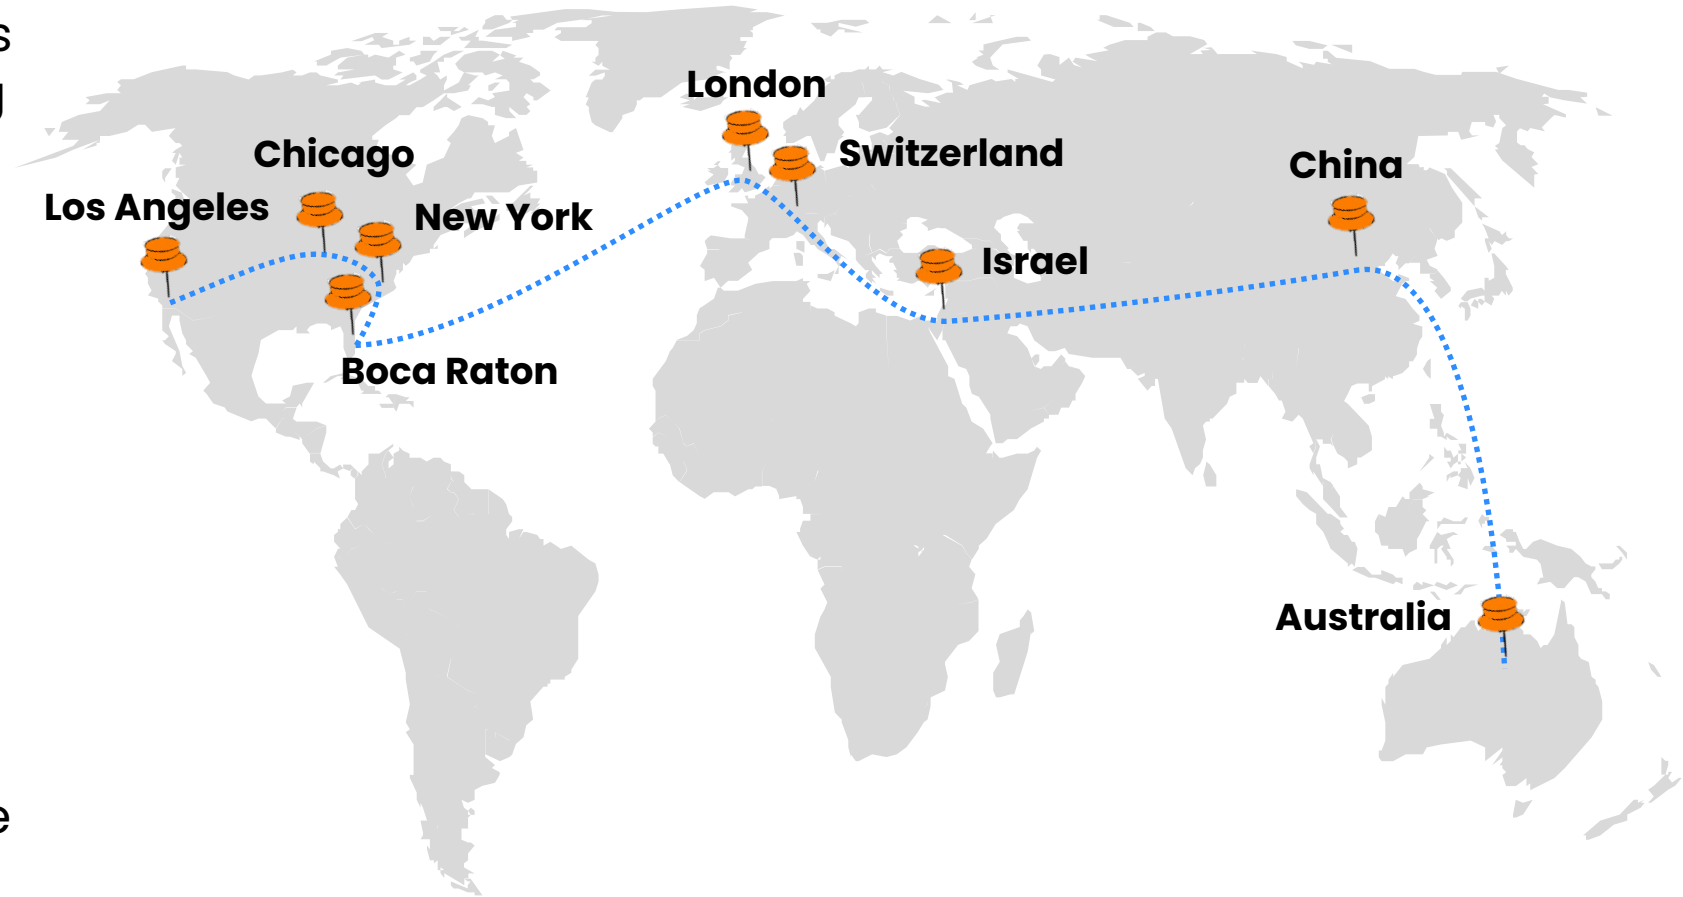 s
g
London
Chicago
Switzerland
China
Los Angeles
New York
Israel
Boca Raton
Australia
e